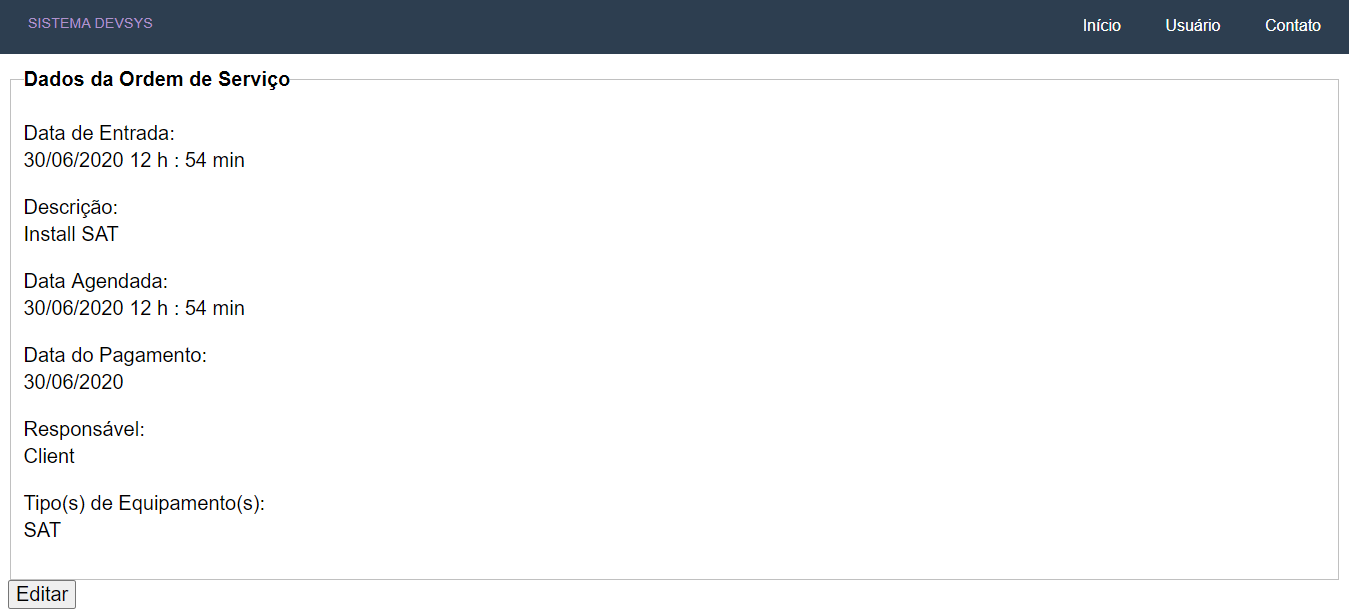 SISTEMA DEVSYS
Início Usuário Contato
Dados da Ordem de Serviço
Data de Entrada:
30/06/2020 12 h : 54 min
Descrição:
Install SAT
Data Agendada:
30/06/2020 12 h : 54 min
Data do Pagamento:
30/06/2020
Responsável:
Client
Tipo(s) de Equipamento(s):
SAT
Editar